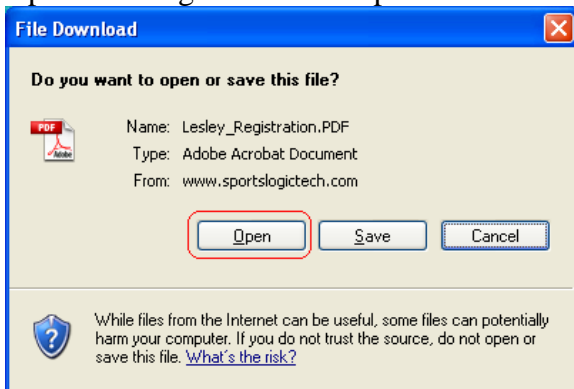 File Download
Do you want to open or save this file?
PDF
Adobe
Name: Lesley_Registration.PDF
Type: Adobe Acrobat Document
From: www.sportslogictech.com
Open Save Cancel
While files from the Internet can be useful, some files can potentially
harm your computer. If you do not trust the source, do not open or
save this file. What's the risk?